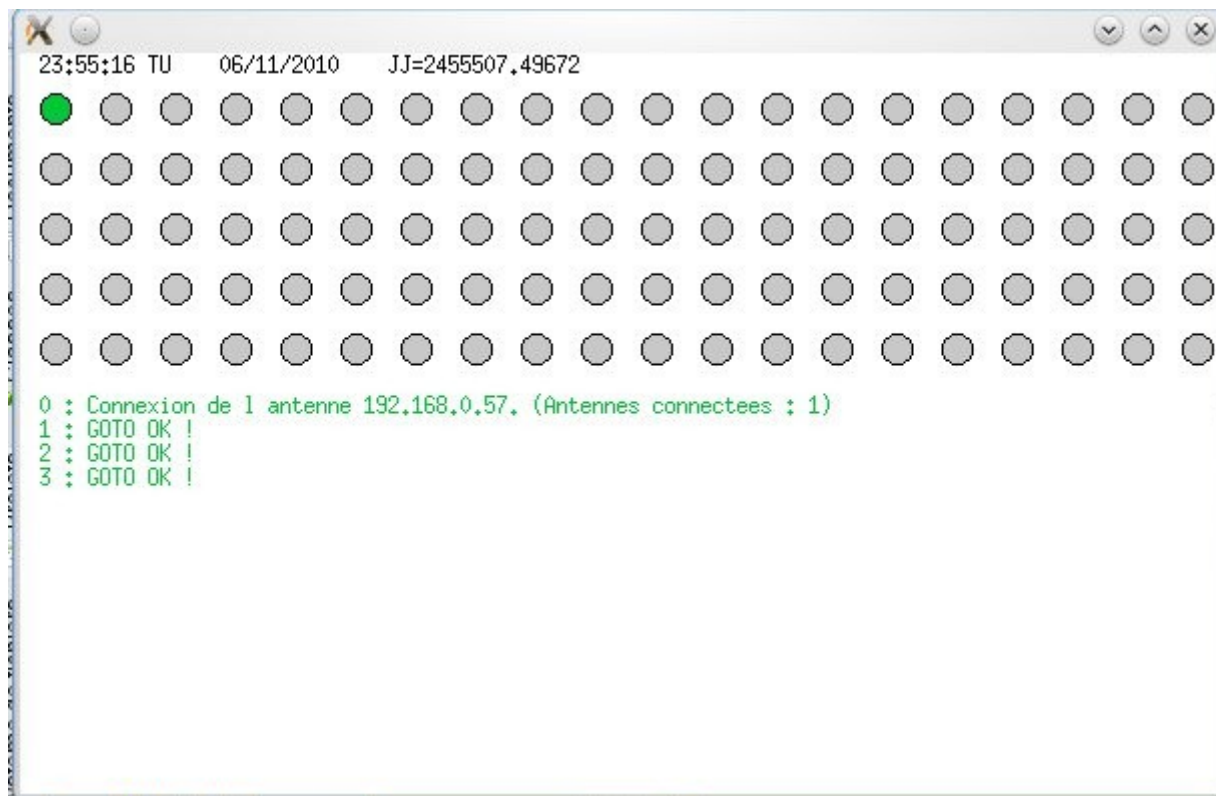 23:55:16 TU 06/11/2010 JJ=2455507.49672
0 : Connexion de l antenne 192.168.0.57. (Antennes connectees : 1)
1 : GOTO OK !
2 : GOTO OK !
3 : GOTO OK !